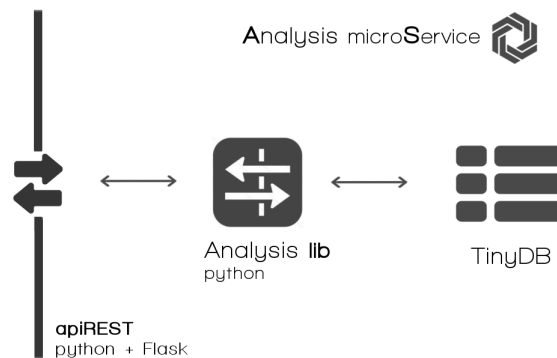 Analysis microService
Analysis lib
python
TinyDB
apiREST
python + Flask